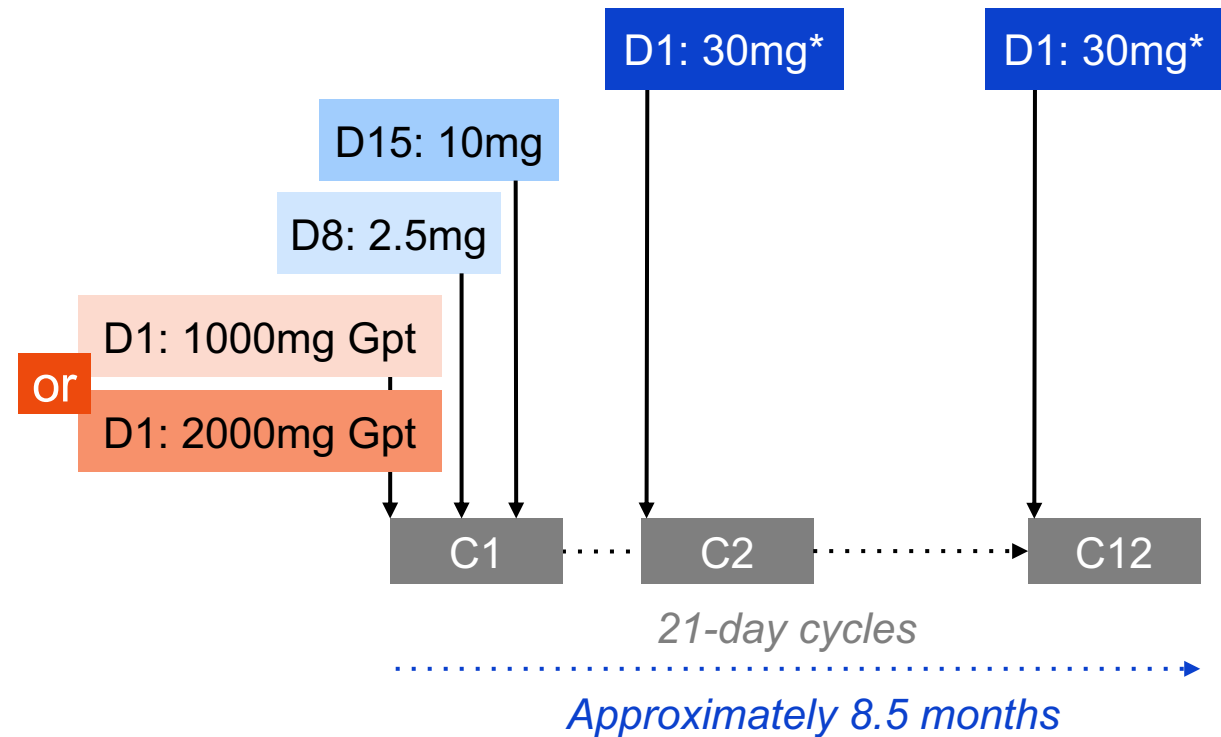 D1: 30mg*
D1: 30mg*
D15: 10mg
D8: 2.5mg
D1: 1000mg Gpt
or
D1: 2000mg Gpt
C1
C2
C12
21-day cycles
Approximately 8.5 months